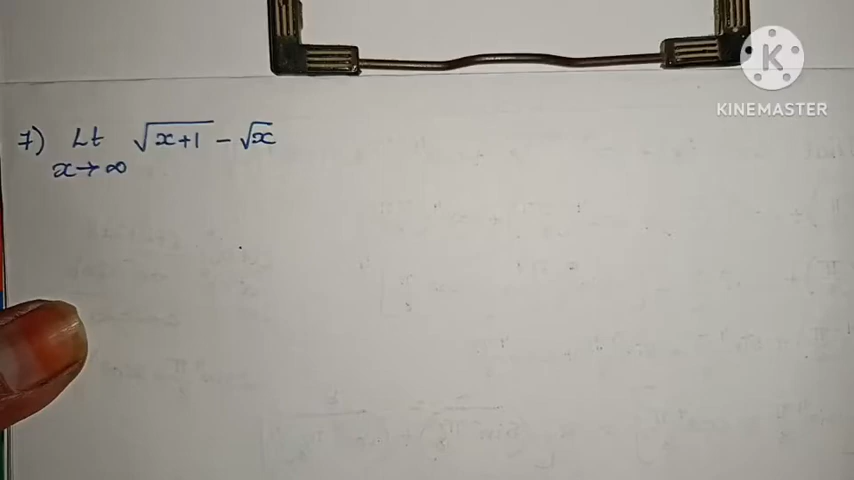 7) Lt √(x+1) - √x
x→∞
K
KINEMASTER